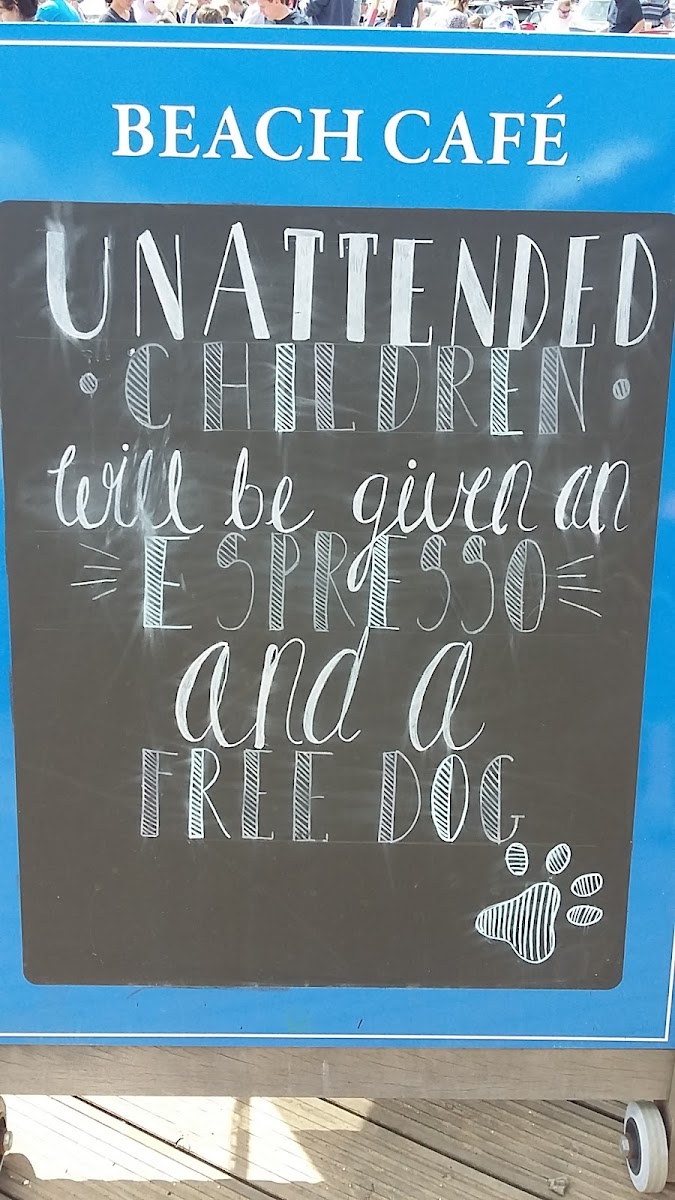 BEACH CAFÉ
UNATTENDED
· CHILDREN ·
will be given an
ESPRESSO
and a
FREE DOG